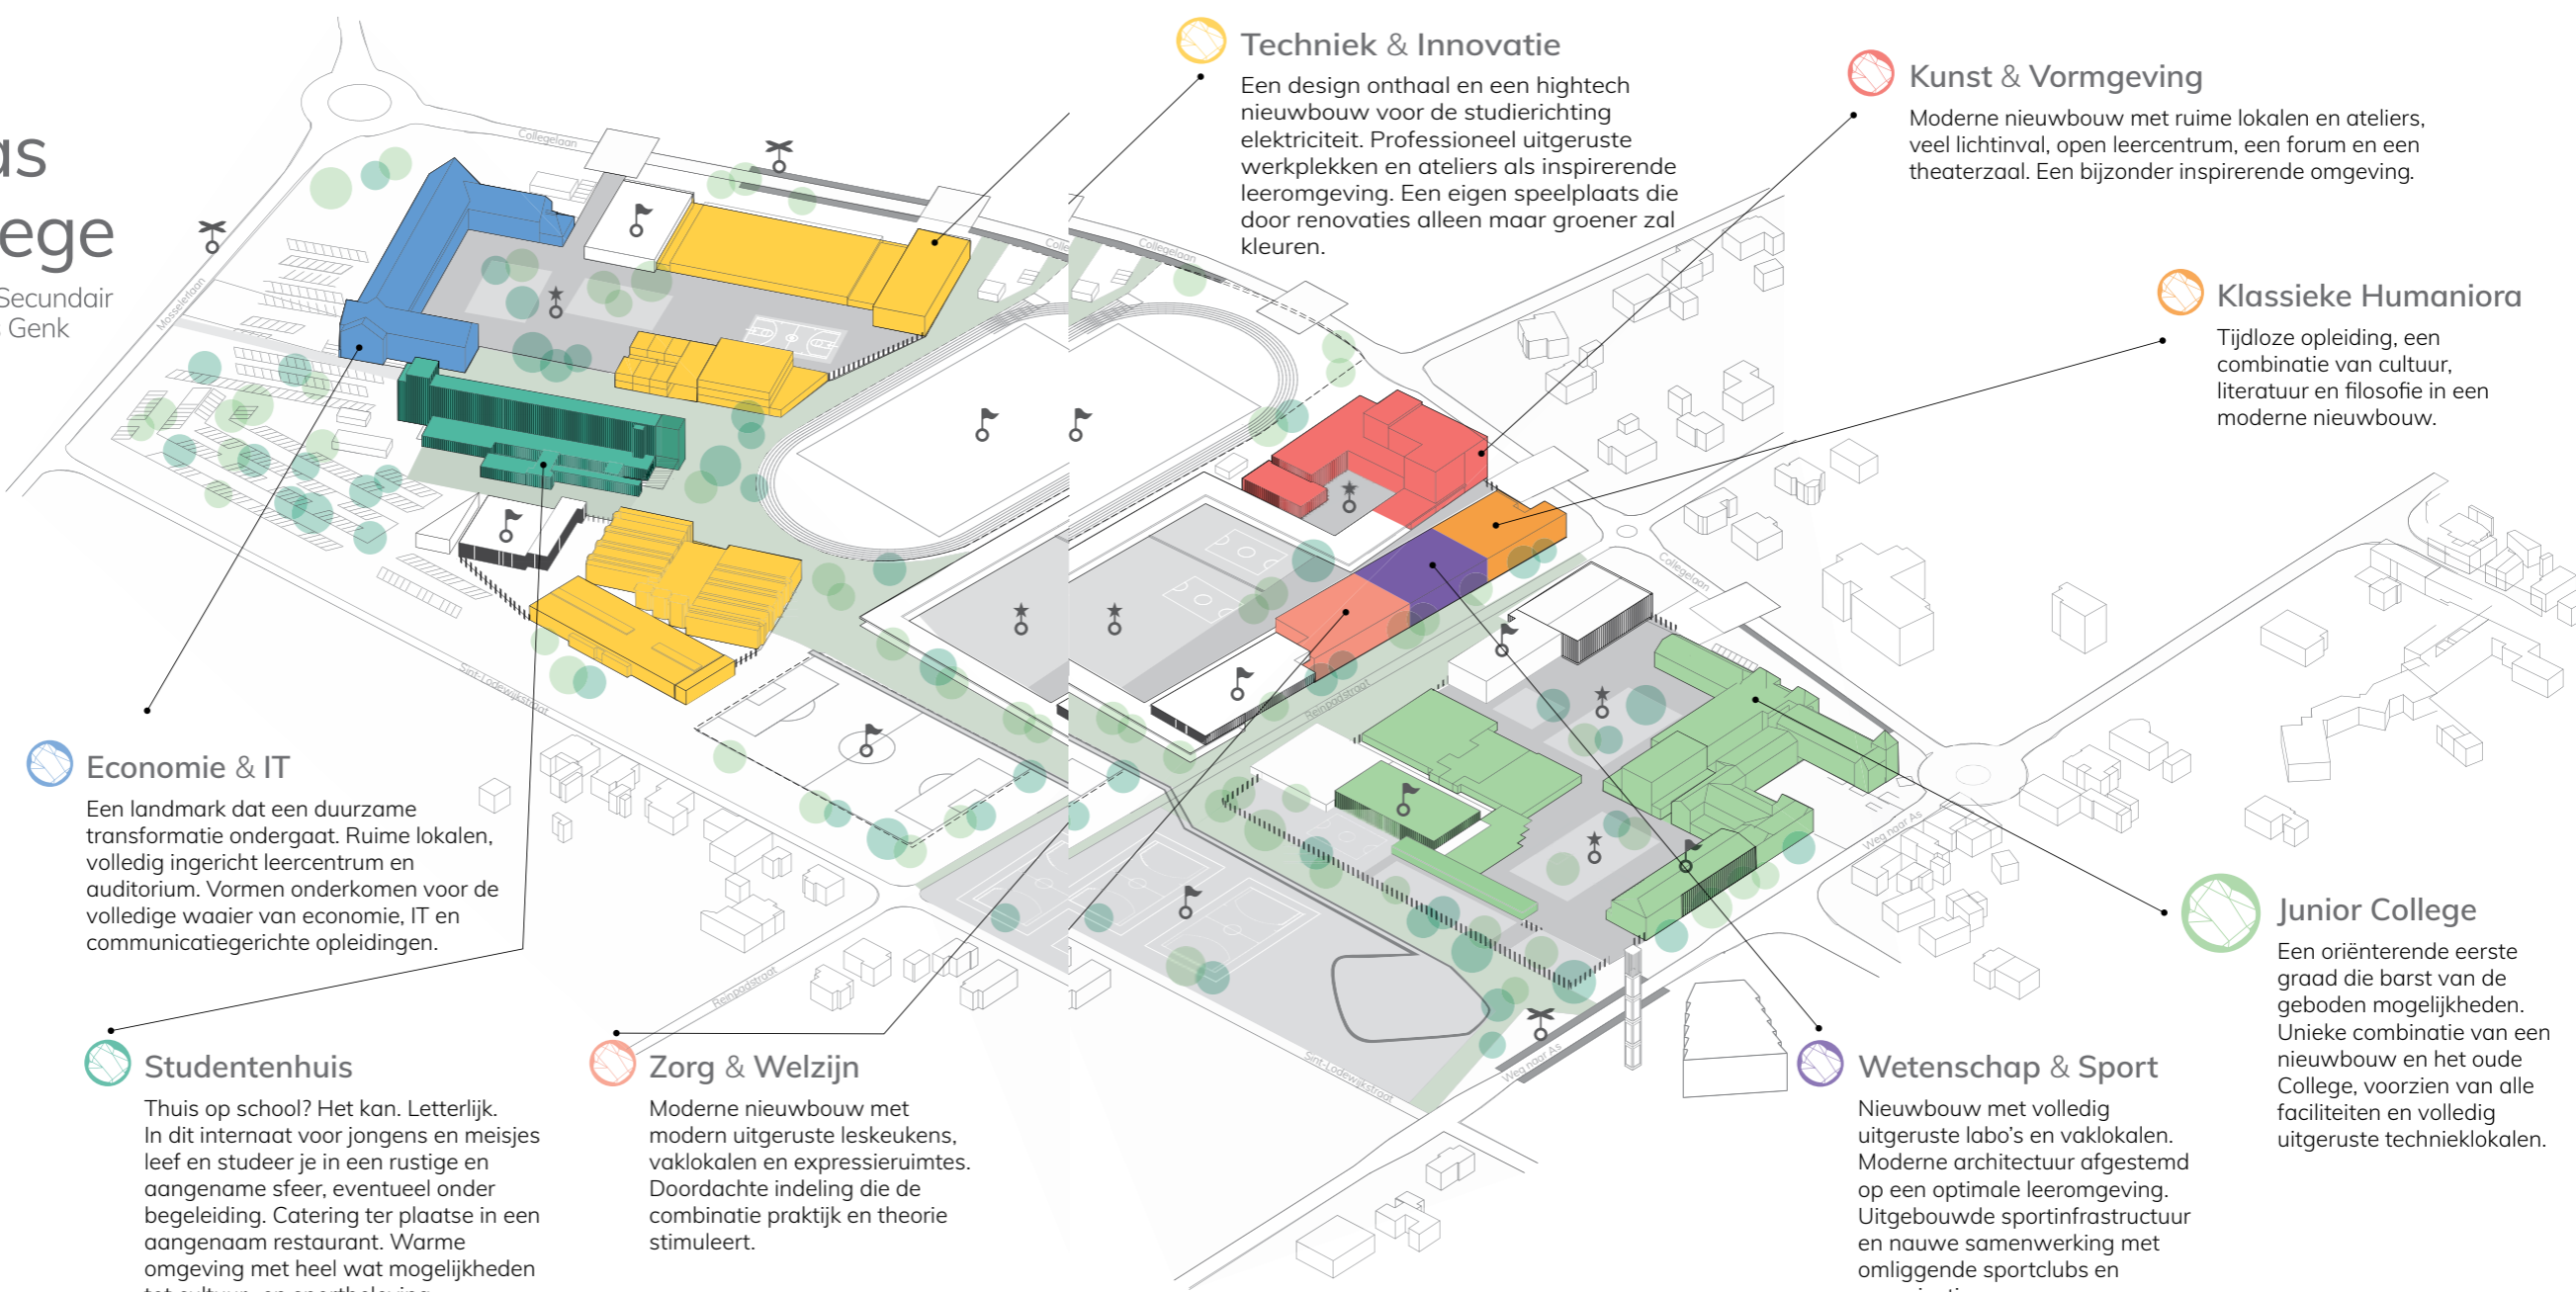 as
ege
Secundair
Genk
Techniek & Innovatie
Een design onthaal en een hightech
nieuwbouw voor de studierichting
elektriciteit. Professioneel uitgeruste
werkplekken en ateliers als inspirerende
leeromgeving. Een eigen speelplaats die
door renovaties alleen maar groener zal
kleuren.
Kunst & Vormgeving
Moderne nieuwbouw met ruime lokalen en ateliers,
veel lichtinval, open leercentrum, een forum en een
theaterzaal. Een bijzonder inspirerende omgeving.
Klassieke Humaniora
Tijdloze opleiding, een
combinatie van cultuur,
literatuur en filosofie in een
moderne nieuwbouw.
Collegelaan
Mosselerlaan
Colle
Collegelaan
Collegelaan
Sint-Lodewijkstraat
Reinpadstraat
Weg naar As
Reinpadstraat
Sint-Lodewijkstraat
Weg naar As
Economie & IT
Een landmark dat een duurzame
transformatie ondergaat. Ruime lokalen,
volledig ingericht leercentrum en
auditorium. Vormen onderkomen voor de
volledige waaier van economie, IT en
communicatiegerichte opleidingen.
Studentenhuis
Thuis op school? Het kan. Letterlijk.
In dit internaat voor jongens en meisjes
leef en studeer je in een rustige en
aangename sfeer, eventueel onder
begeleiding. Catering ter plaatse in een
aangenaam restaurant. Warme
omgeving met heel wat mogelijkheden
Zorg & Welzijn
Moderne nieuwbouw met
modern uitgeruste leskeukens,
vaklokalen en expressieruimtes.
Doordachte indeling die de
combinatie praktijk en theorie
stimuleert.
Wetenschap & Sport
Nieuwbouw met volledig
uitgeruste labo's en vaklokalen.
Moderne architectuur afgestemd
op een optimale leeromgeving.
Uitgebouwde sportinfrastructuur
en nauwe samenwerking met
omliggende sportclubs en
Junior College
Een oriënterende eerste
graad die barst van de
geboden mogelijkheden.
Unieke combinatie van een
nieuwbouw en het oude
College, voorzien van alle
faciliteiten en volledig
uitgeruste technieklokalen.